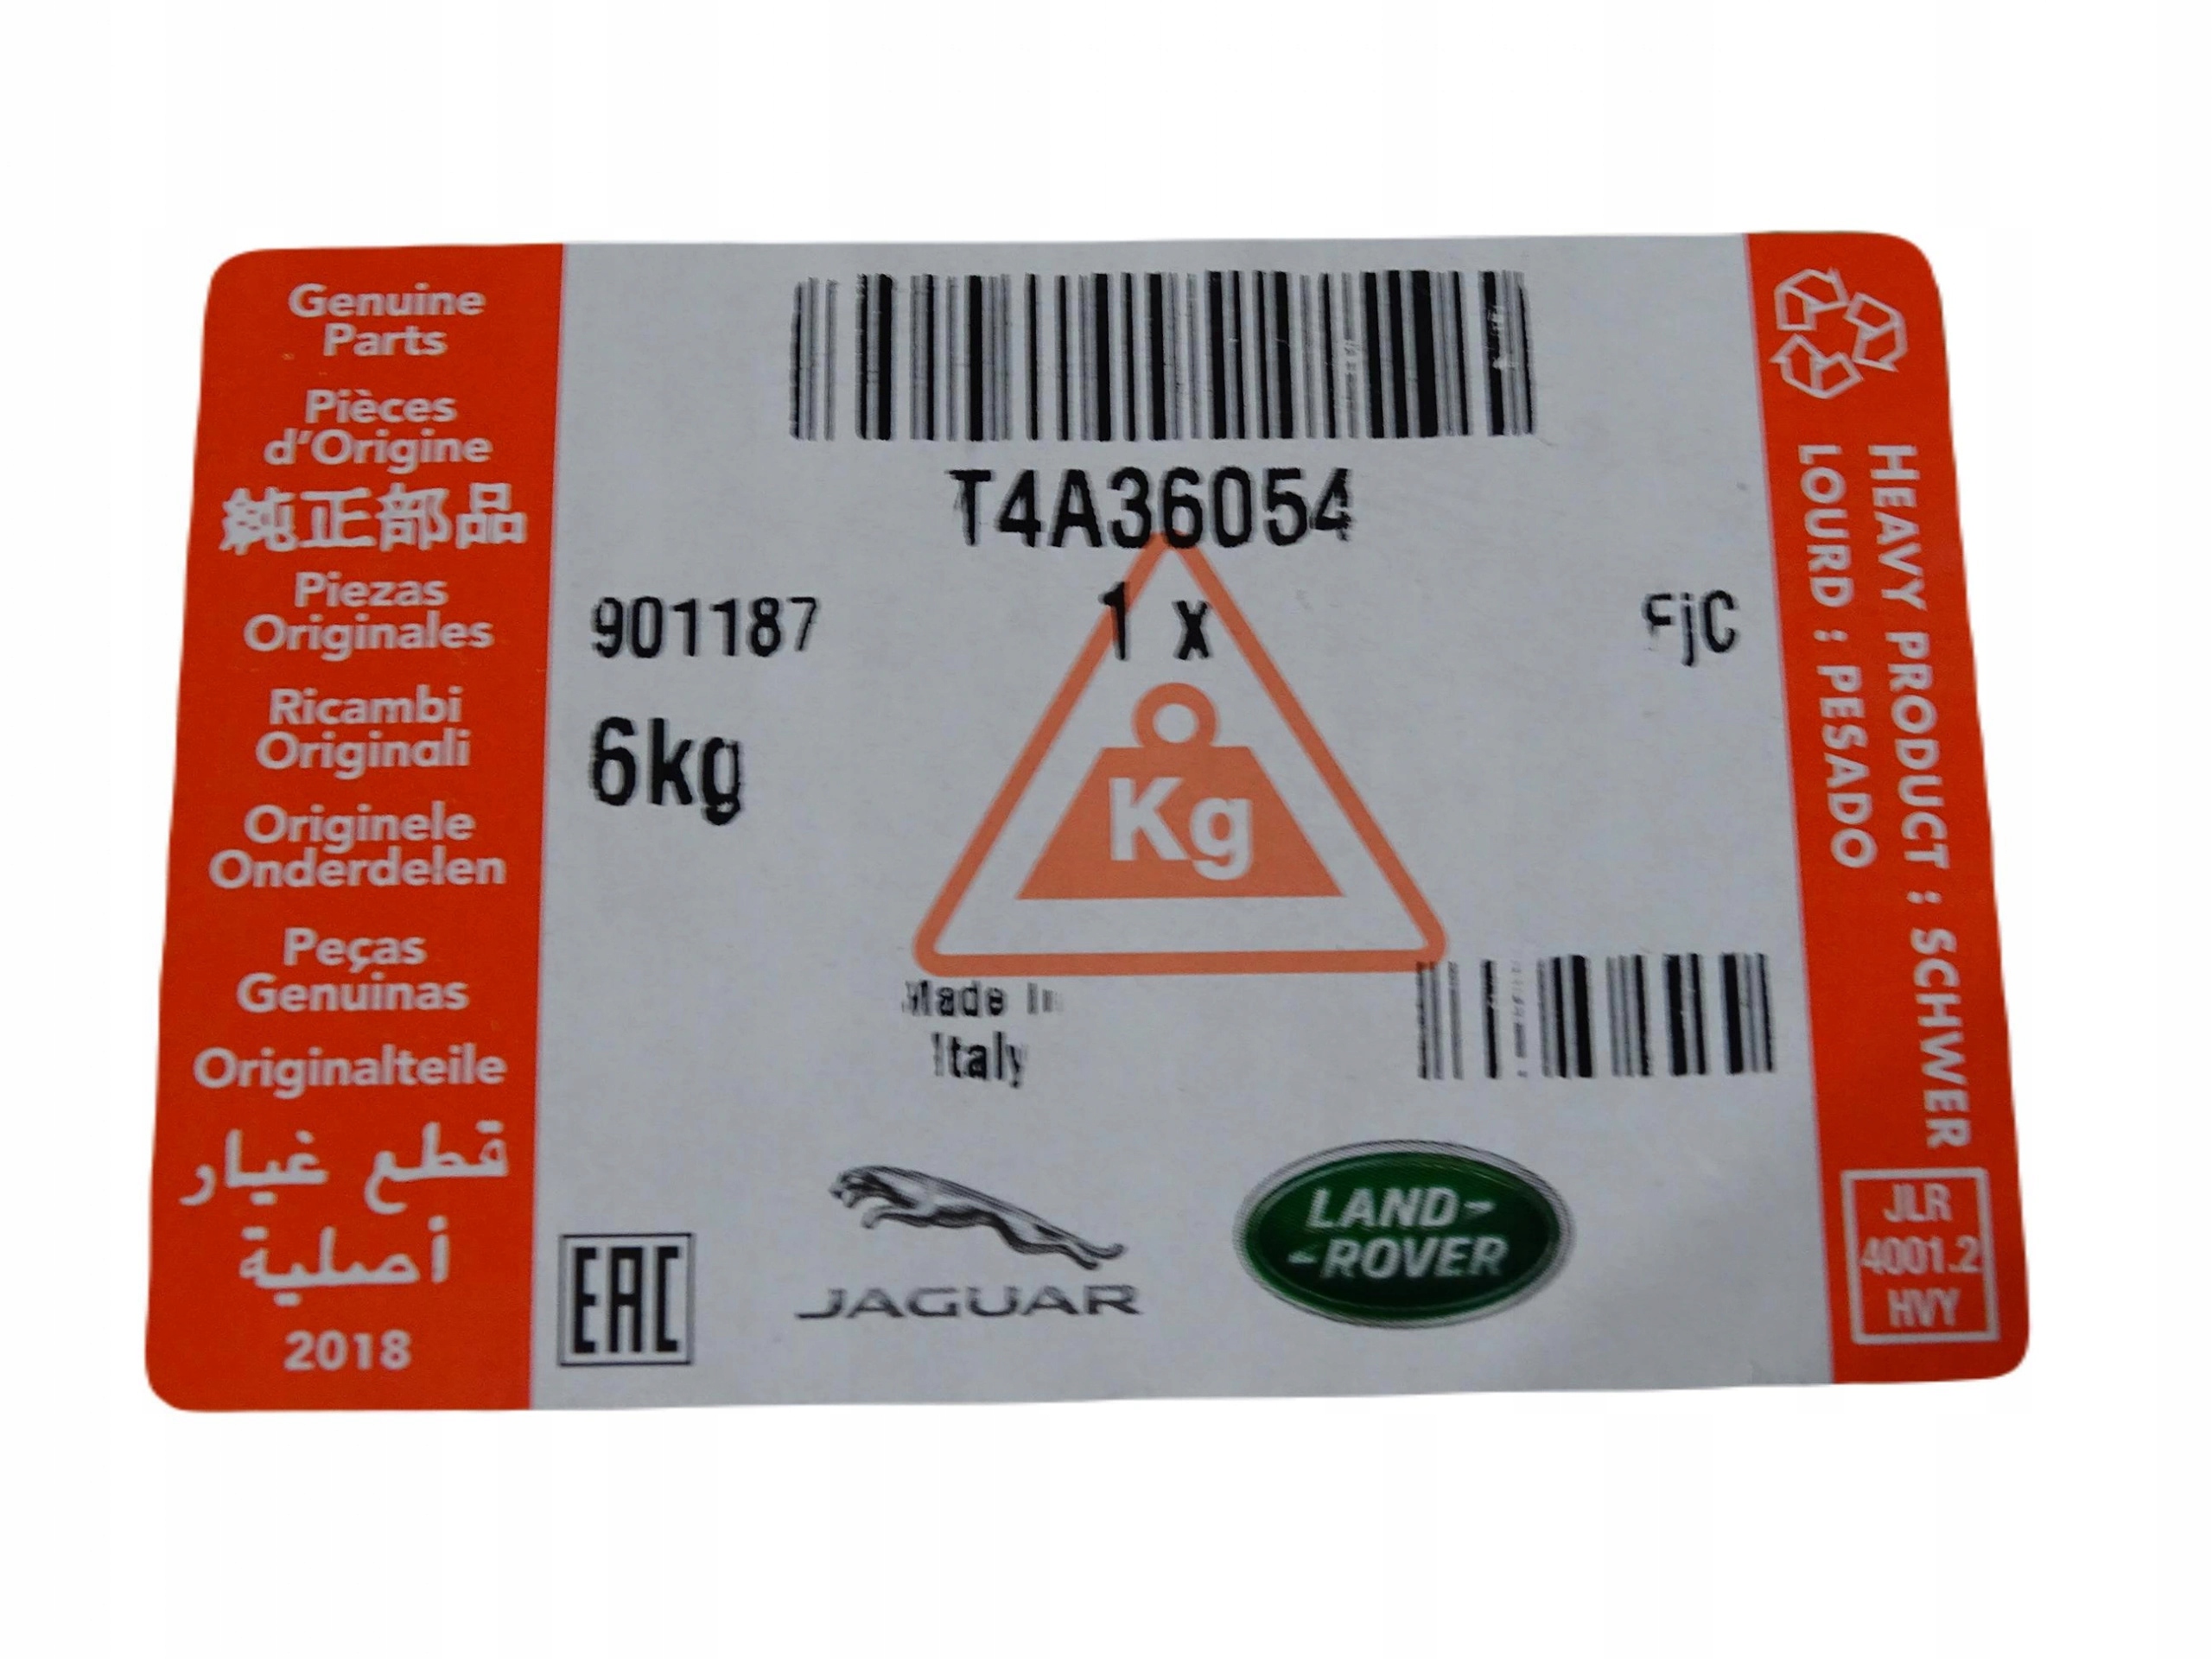 Genuine
Parts
Pièces
d'Origine
純正部品
Piezas
Originales
Ricambi
Originali
Originele
Onderdelen
Peças
Genuinas
Originalteile
قطع غيار
أصلية
2018
T4A36054
901187 1 x
6kg
Kg
Made In
Italy
EAC
JAGUAR
LAND-
-ROVER
HEAVY PRODUCT : SCHWER
LOURD : PESADO
JLR
4001.2
HVY